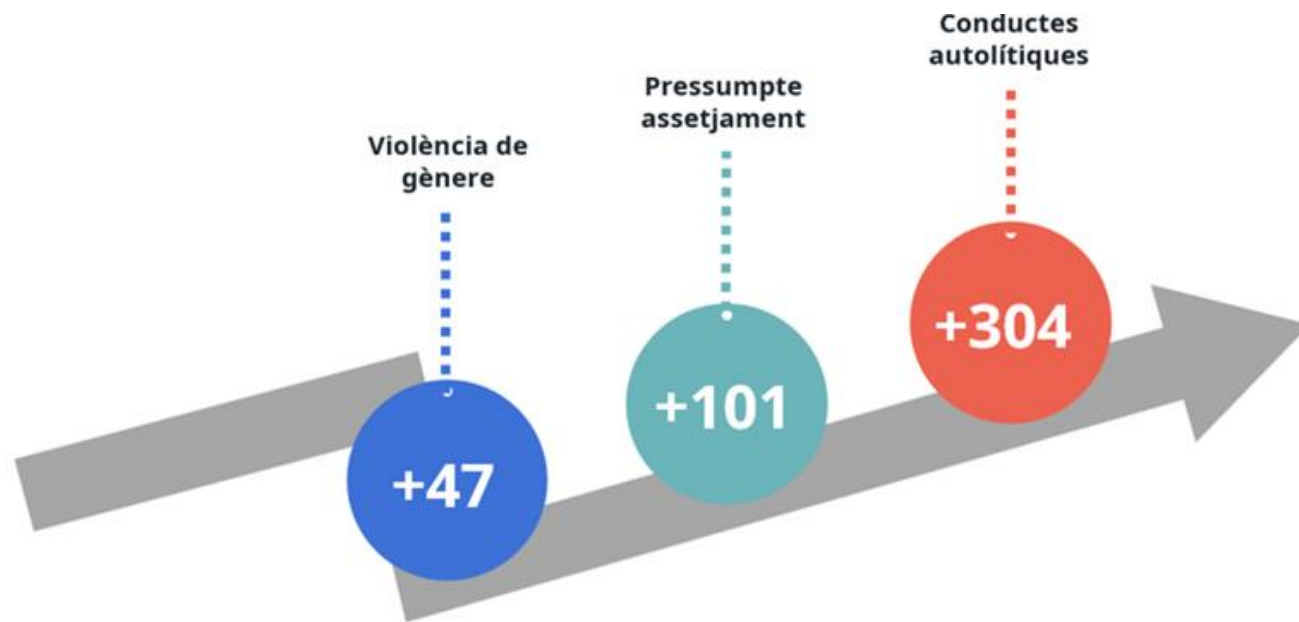 Violència de
gènere
+47
Pressumpte
assetjament
+101
Conductes
autolítiques
+304